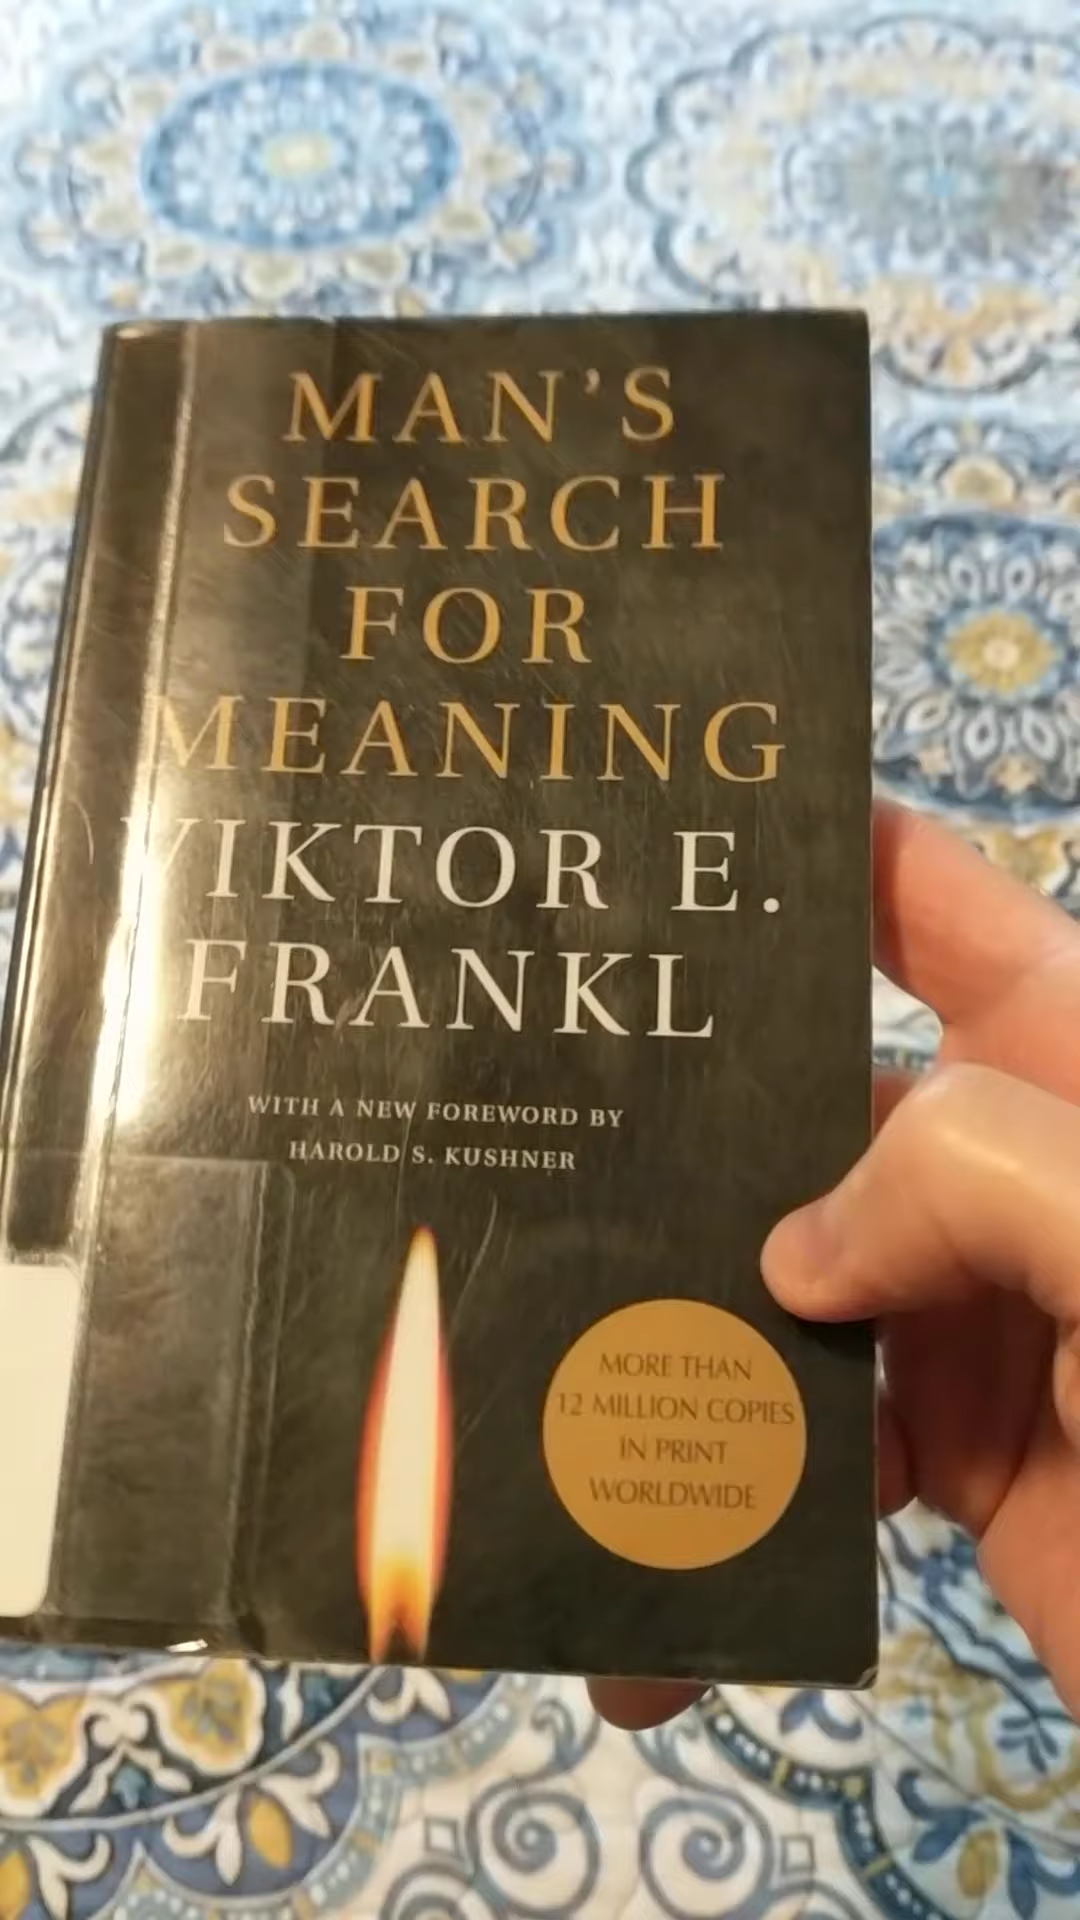 MAN'S
SEARCH
FOR
MEANING
VIKTOR E.
FRANKL
WITH A NEW FOREWORD BY
HAROLD S. KUSHNER
MORE THAN
12 MILLION COPIES
IN PRINT
WORLDWIDE